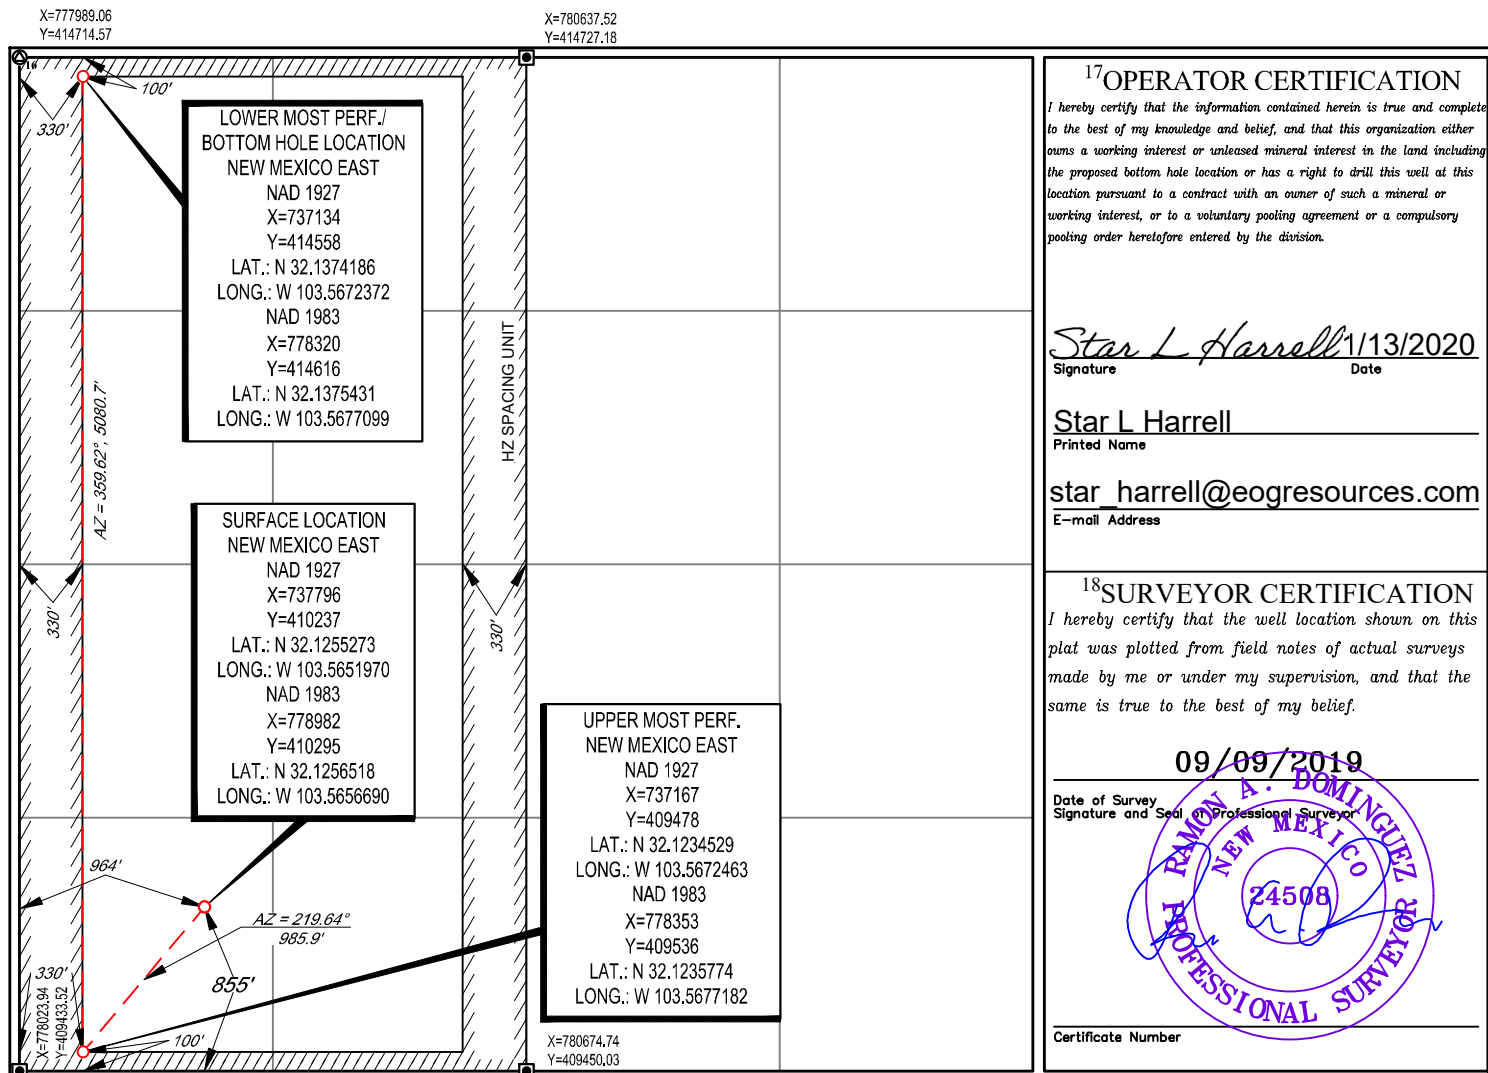 X=777989.06
Y=414714.57
X=780637.52
Y=414727.18
16
100'
330'
LOWER MOST PERF./
BOTTOM HOLE LOCATION
NEW MEXICO EAST
NAD 1927
X=737134
Y=414558
LAT.: N 32.1374186
LONG.: W 103.5672372
NAD 1983
X=778320
Y=414616
LAT.: N 32.1375431
LONG.: W 103.5677099
AZ = 359.62°, 5080.7'
HZ SPACING UNIT
330'
330'
SURFACE LOCATION
NEW MEXICO EAST
NAD 1927
X=737796
Y=410237
LAT.: N 32.1255273
LONG.: W 103.5651970
NAD 1983
X=778982
Y=410295
LAT.: N 32.1256518
LONG.: W 103.5656690
UPPER MOST PERF.
NEW MEXICO EAST
NAD 1927
X=737167
Y=409478
LAT.: N 32.1234529
LONG.: W 103.5672463
NAD 1983
X=778353
Y=409536
LAT.: N 32.1235774
LONG.: W 103.5677182
964'
AZ = 219.64°
985.9'
855'
330'
X=778023.94
Y=409433.52
100'
X=780674.74
Y=409450.03
17 OPERATOR CERTIFICATION
I hereby certify that the information contained herein is true and complete
to the best of my knowledge and belief, and that this organization either
owns a working interest or unleased mineral interest in the land including
the proposed bottom hole location or has a right to drill this well at this
location pursuant to a contract with an owner of such a mineral or
working interest, or to a voluntary pooling agreement or a compulsory
pooling order heretofore entered by the division.
Star L Harrell 1/13/2020
Signature Date
Star L Harrell
Printed Name
star_harrell@eogresources.com
E-mail Address
18 SURVEYOR CERTIFICATION
I hereby certify that the well location shown on this
plat was plotted from field notes of actual surveys
made by me or under my supervision, and that the
same is true to the best of my belief.
09/09/2019
Date of Survey
Signature and Seal of Professional Surveyor
RAMON A. DOMINGUEZ
NEW MEXICO
24508
PROFESSIONAL SURVEYOR
Certificate Number